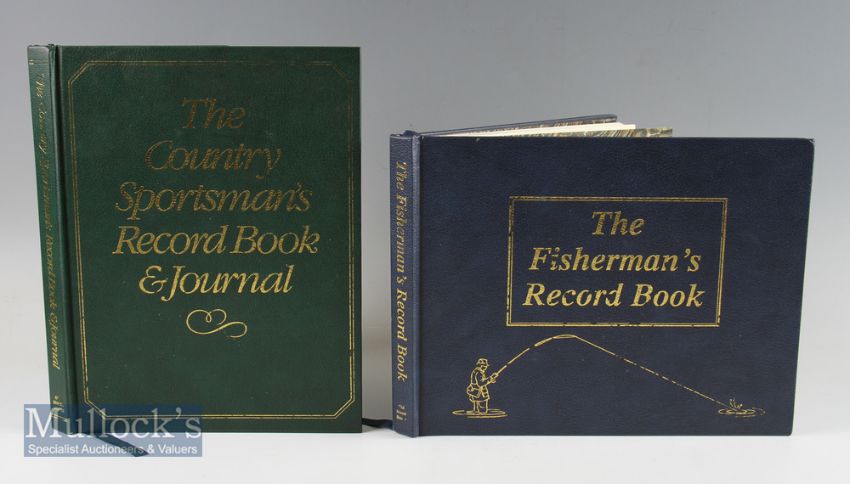 The Country Sportsman's Record Book & Journal
The
Country
Sportsman's
Record Book
& Journal
The Fisherman's Record Book
The
Fisherman's
Record Book
Mullock's
Specialist Auctioneers & Valuers